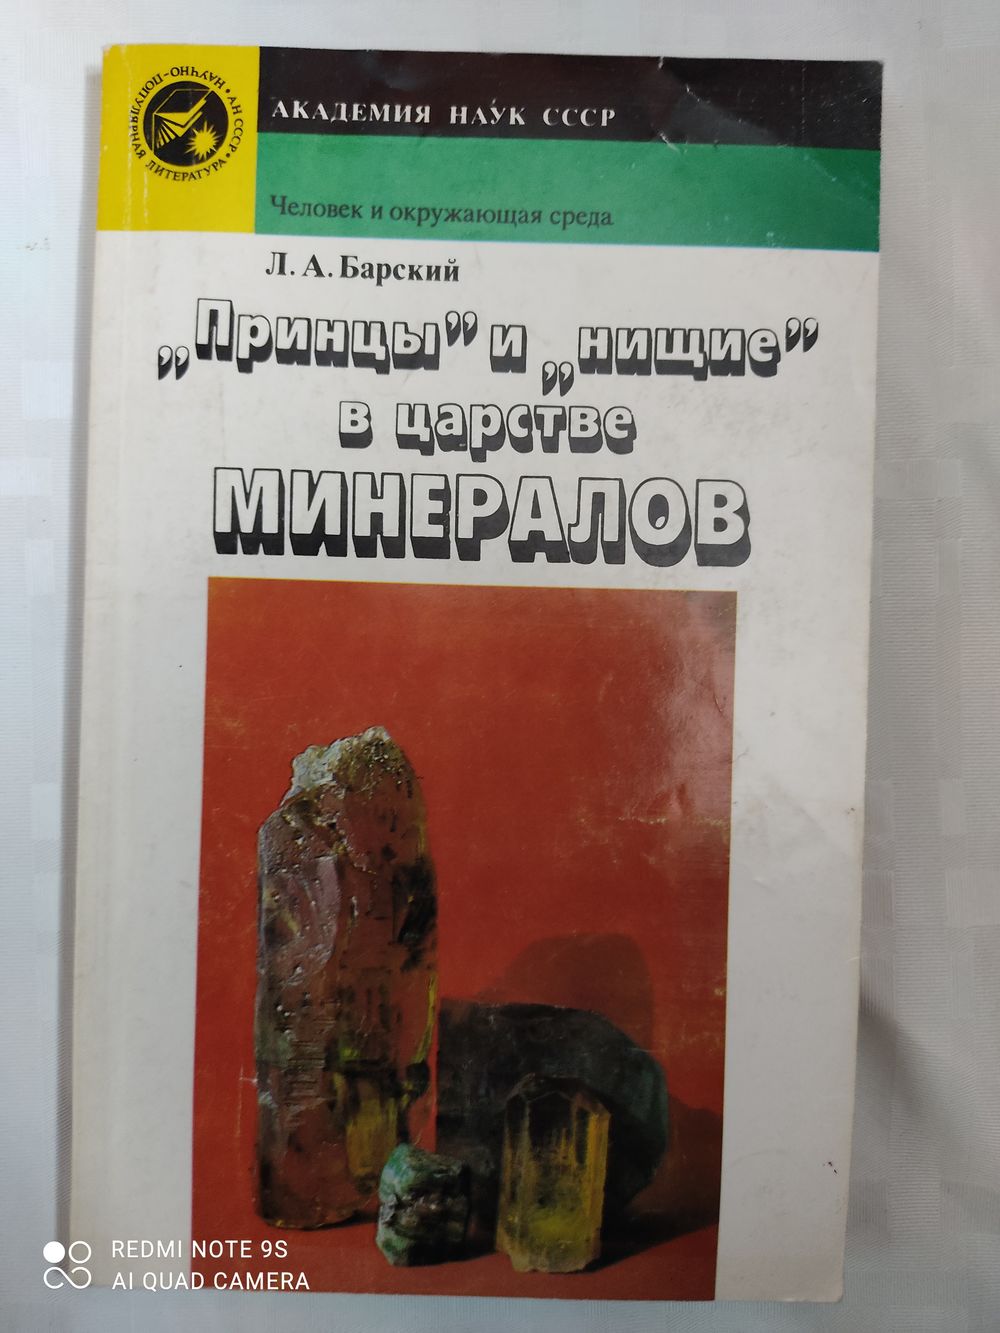 НАУЧНО-ПОПУЛЯРНАЯ ЛИТЕРАТУРА • АН СССР •
АКАДЕМИЯ НАУК СССР
Человек и окружающая среда
Л. А. Барский
„Принцы” и „нищие”
в царстве
МИНЕРАЛОВ
REDMI NOTE 9S
AI QUAD CAMERA